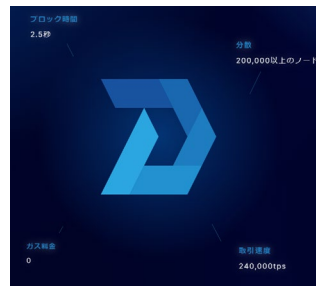 ブロック時間
2.5秒
分散
200,000以上のノード
ガス料金
0
取引速度
240,000tps